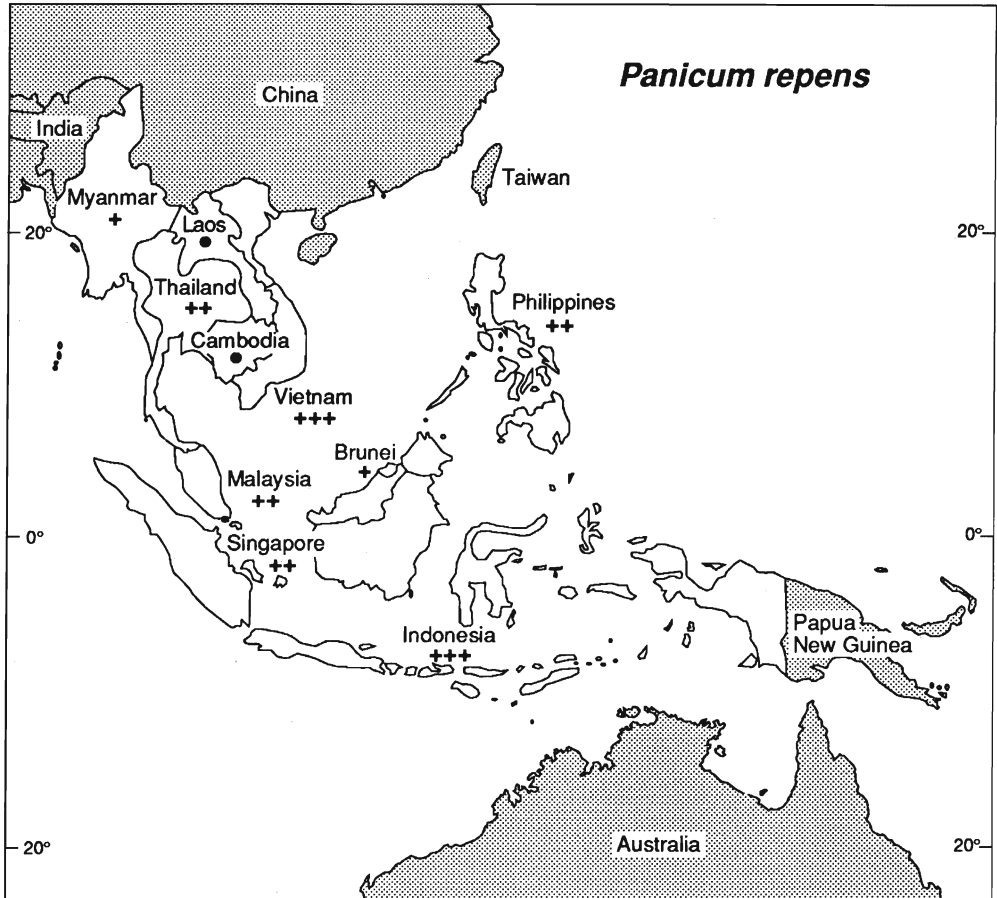 Panicum repens
China
India
Taiwan
Myanmar
+
Laos
●
20°
20°
Thailand
++
Philippines
++
Cambodia
●
Vietnam
+++
Brunei
+
Malaysia
++
0°
0°
Singapore
++
Indonesia
+++
Papua
New Guinea
Australia
20°
20°